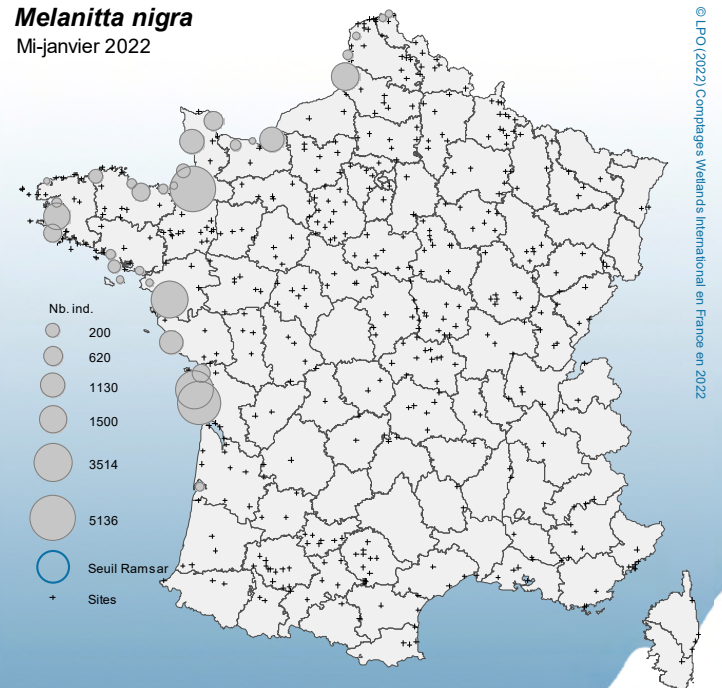 Melanitta nigra
Mi-janvier 2022
© LPO (2022) Comptages Wetlands International en France en 2022
Nb. ind.
200
620
1130
1500
3514
5136
Seuil Ramsar
Sites